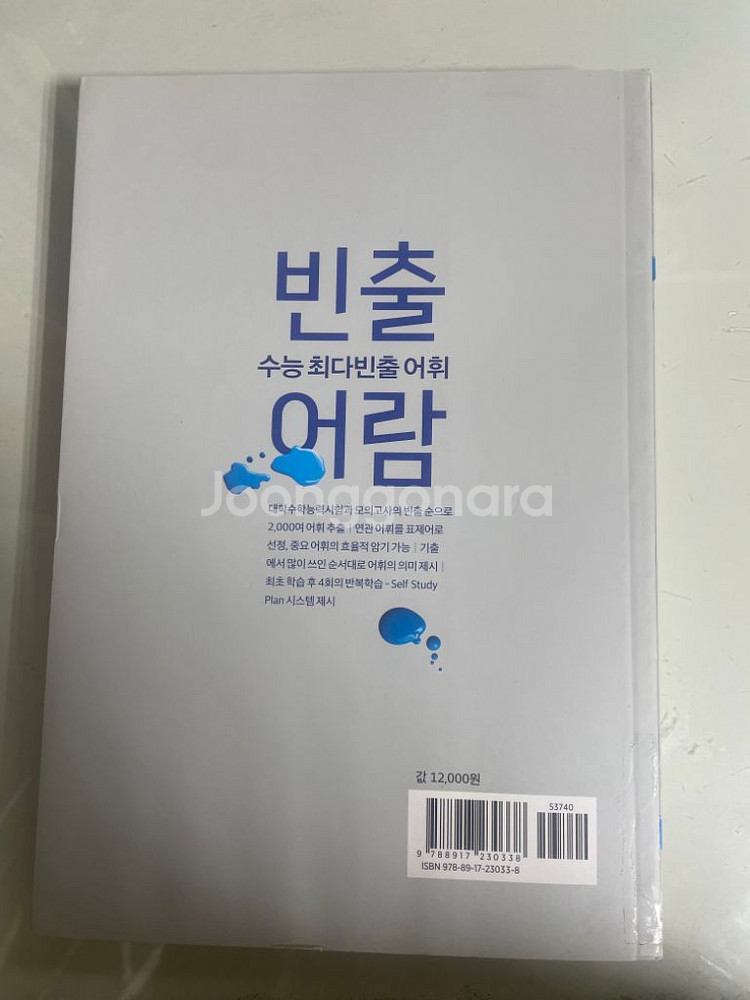 빈출
수능 최다빈출 어휘
어람
Joonggonara
대학수학능력시험과 모의고사의 빈출 순으로
2,000여 어휘 추출 | 연관 어휘를 표제어로
선정, 중요 어휘의 효율적 암기 가능 | 기출
에서 많이 쓰인 순서대로 어휘의 의미 제시 |
최초 학습 후 4회의 반복학습 – Self Study
Plan 시스템 제시
값 12,000원
53740
9 788917 230338
ISBN 978-89-17-23033-8